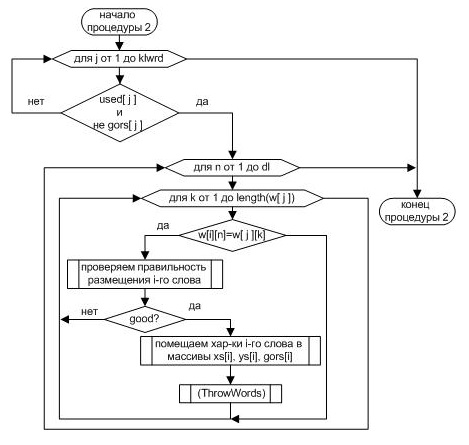 начало
процедуры 2
для j от 1 до klwrd
used[ j ]
и
не gors[ j ]
нет
да
для n от 1 до dl
для k от 1 до length(w[ j ])
конец
процедуры 2
да
w[i][n]=w[ j ][k]
проверяем правильность
размещения i-го слова
нет
да
good?
помещаем хар-ки i-го слова в
массивы xs[i], ys[i], gors[i]
(ThrowWords)